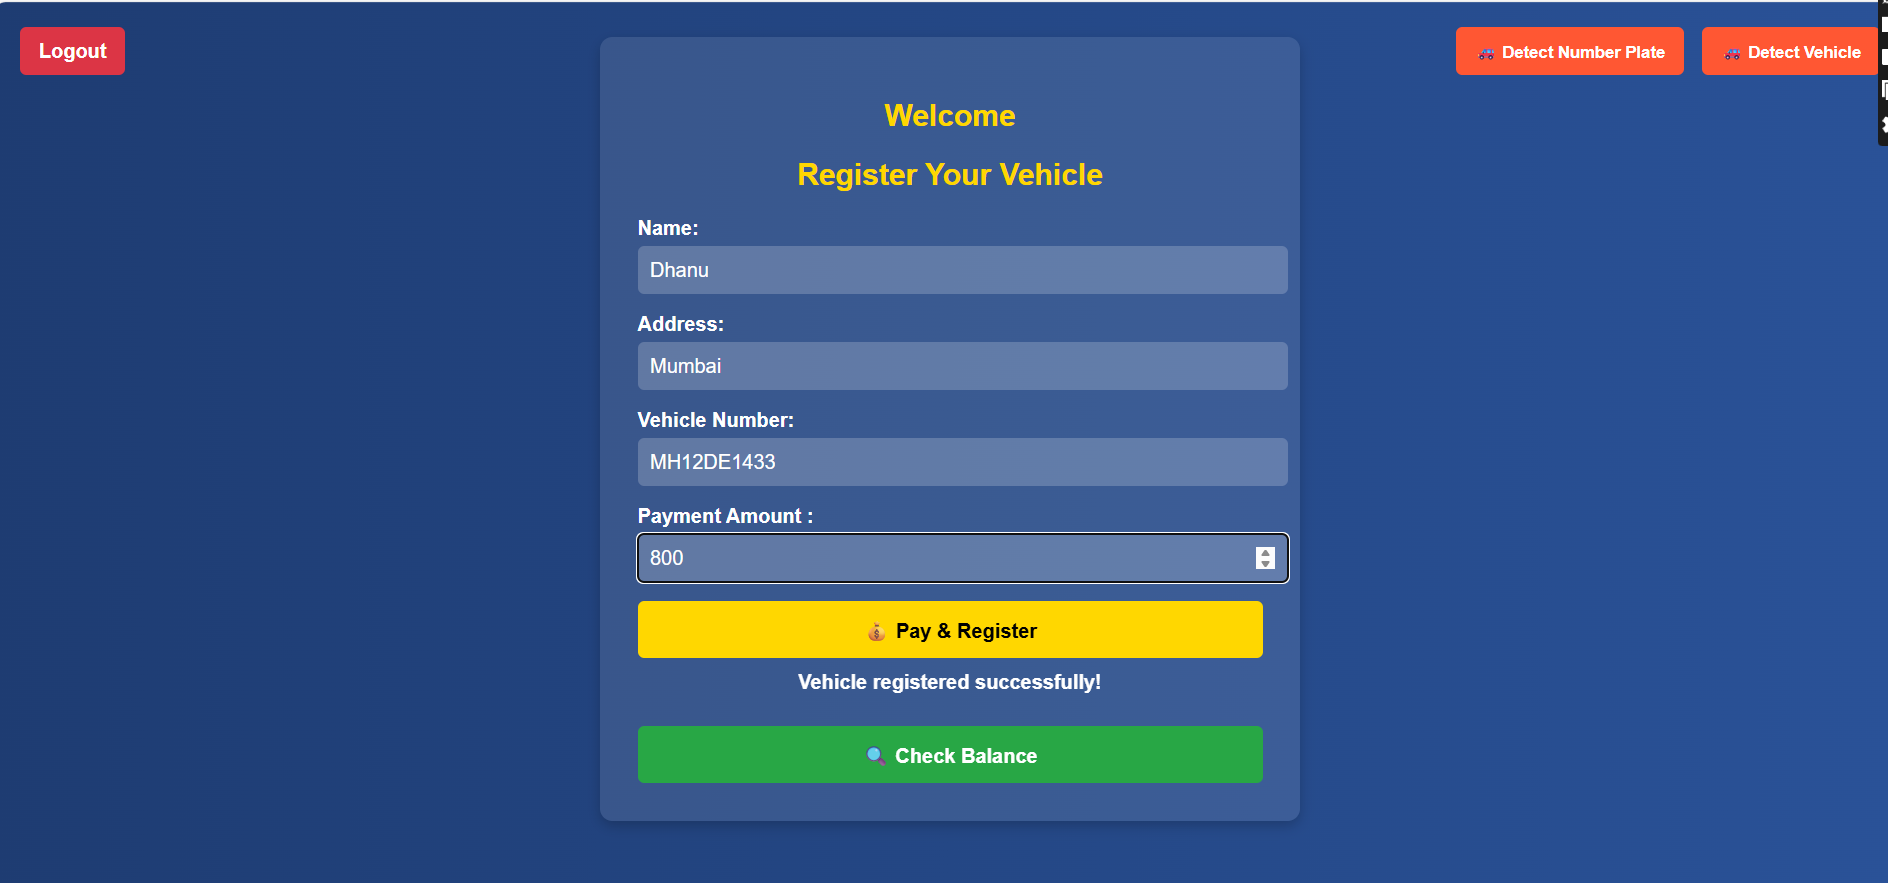 Logout
Detect Number Plate
Detect Vehicle
Welcome
Register Your Vehicle
Name:
Dhanu
Address:
Mumbai
Vehicle Number:
MH12DE1433
Payment Amount :
800
Pay & Register
Vehicle registered successfully!
Check Balance